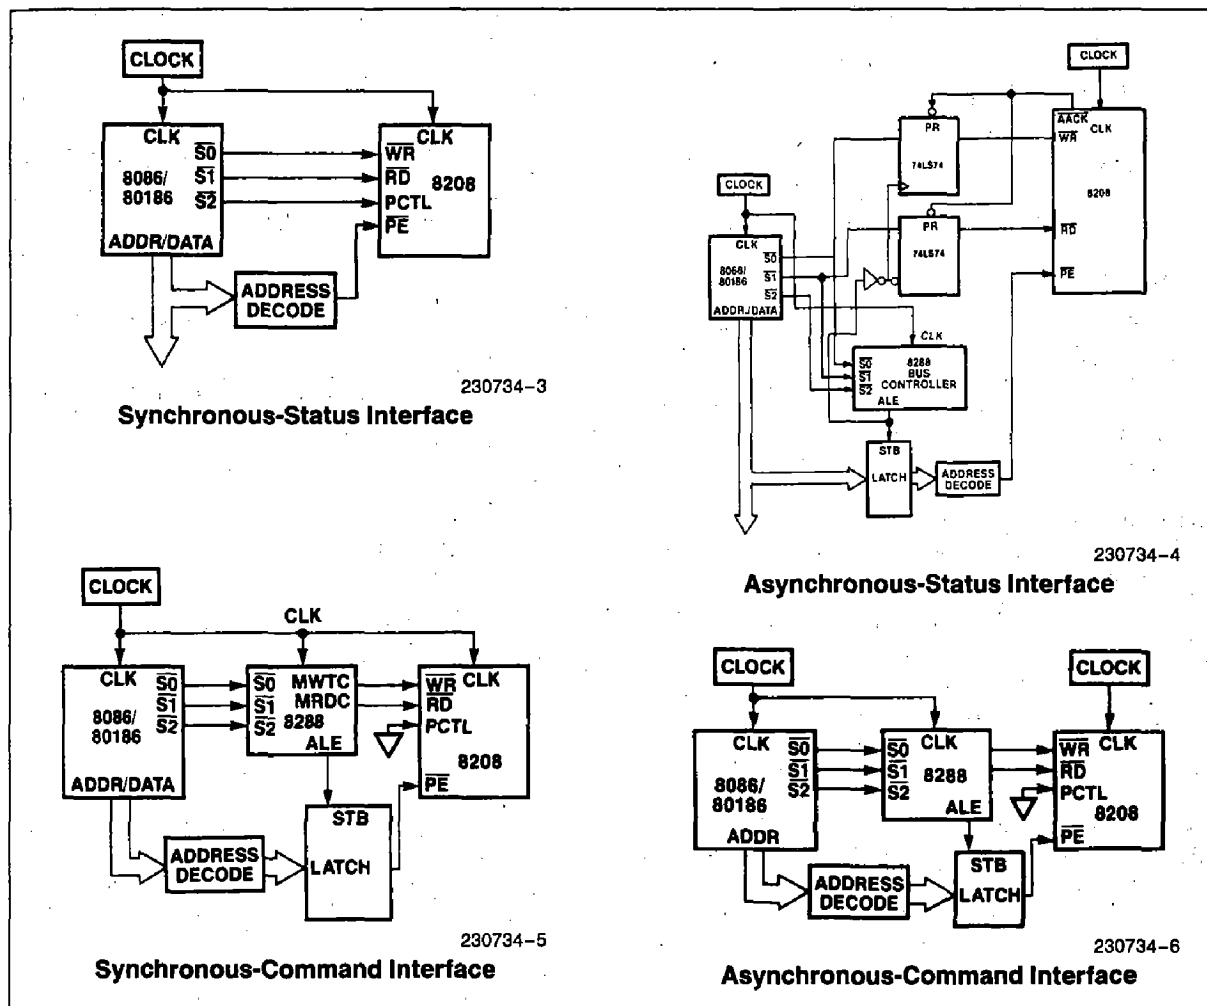 CLOCK
CLK
8086/
80186
S0
S1
S2
ADDR/DATA
CLK
WR
RD
PCTL
PE
8208
ADDRESS
DECODE
230734-3
Synchronous-Status Interface
CLOCK
AACK
CLK
WR
8208
RD
PE
PR
74LS74
PR
74LS74
CLOCK
CLK
8086/
80186
S0
S1
S2
ADDR/DATA
CLK
S0
S1
S2
8288
BUS
CONTROLLER
ALE
STB
LATCH
ADDRESS
DECODE
230734-4
Asynchronous-Status Interface
CLOCK
CLK
CLK
8086/
80186
S0
S1
S2
ADDR/DATA
S0
S1
S2
MWTC
MRDC
8288
ALE
WR
CLK
RD
PCTL
8208
PE
STB
LATCH
ADDRESS
DECODE
230734-5
Synchronous-Command Interface
CLOCK
CLOCK
CLK
8086/
80186
S0
S1
S2
ADDR
S0
CLK
S1
8288
S2
ALE
WR
CLK
RD
PCTL
8208
PE
STB
LATCH
ADDRESS
DECODE
230734-6
Asynchronous-Command Interface